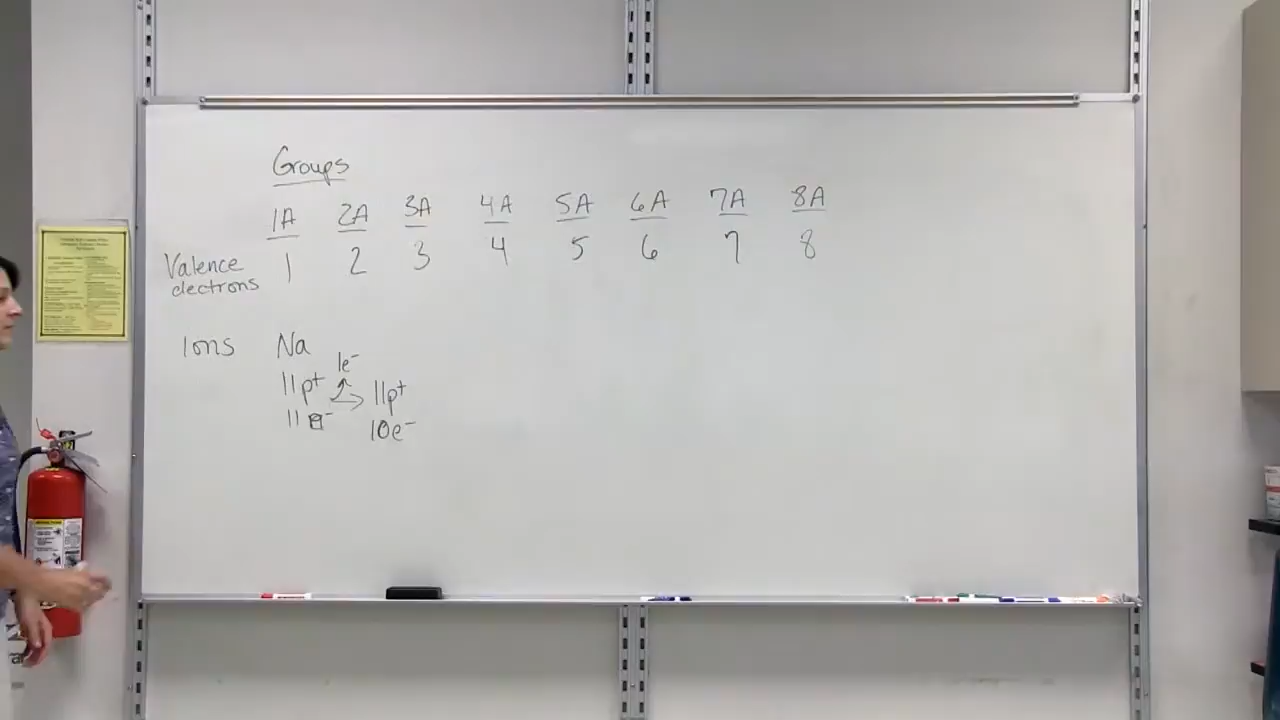 Groups
1A 2A 3A 4A 5A 6A 7A 8A
Valence electrons 1 2 3 4 5 6 7 8
Ions Na
1e⁻
11p⁺ → 11p⁺
11e⁻ 10e⁻